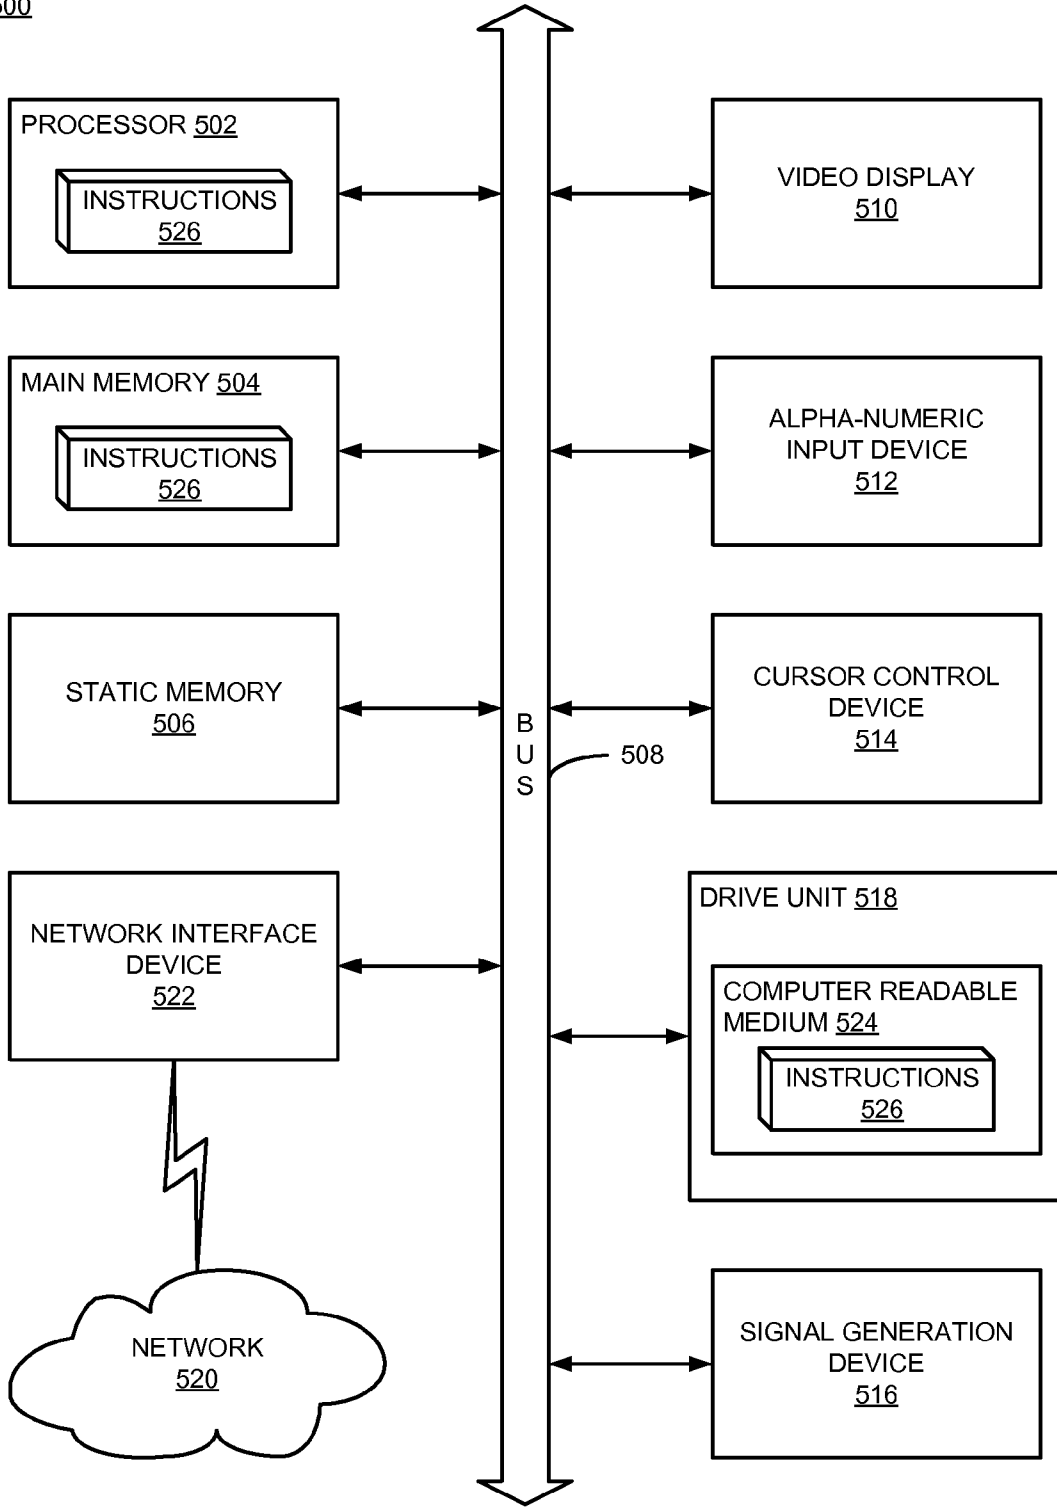 500
PROCESSOR 502
INSTRUCTIONS
526
VIDEO DISPLAY
510
MAIN MEMORY 504
INSTRUCTIONS
526
ALPHA-NUMERIC
INPUT DEVICE
512
STATIC MEMORY
506
CURSOR CONTROL
DEVICE
514
BUS
508
NETWORK INTERFACE
DEVICE
522
DRIVE UNIT 518
COMPUTER READABLE
MEDIUM 524
INSTRUCTIONS
526
NETWORK
520
SIGNAL GENERATION
DEVICE
516